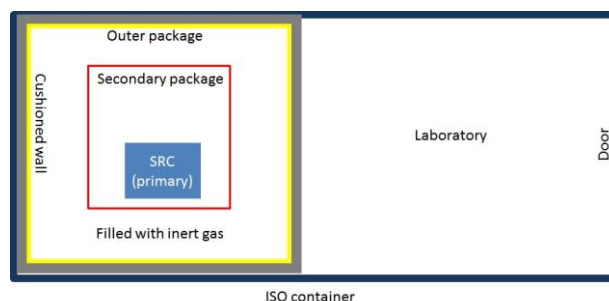 Outer package
Cushioned wall
Secondary package
SRC
(primary)
Filled with inert gas
Laboratory
Door
ISO container